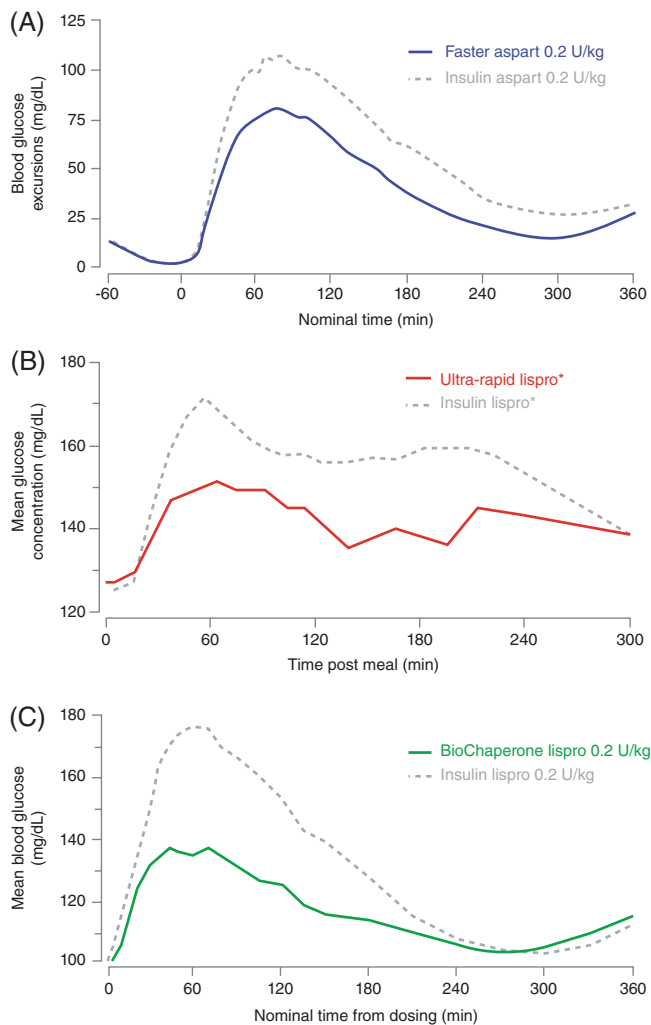 (A)
125
100
75
50
25
0
Blood glucose
excursions (mg/dL)
Faster aspart 0.2 U/kg
Insulin aspart 0.2 U/kg
-60 0 60 120 180 240 300 360
Nominal time (min)
(B)
180
160
140
120
Mean glucose
concentration (mg/dL)
Ultra-rapid lispro*
Insulin lispro*
0 60 120 180 240 300
Time post meal (min)
(C)
180
160
140
120
100
Mean blood glucose
(mg/dL)
BioChaperone lispro 0.2 U/kg
Insulin lispro 0.2 U/kg
0 60 120 180 240 300 360
Nominal time from dosing (min)